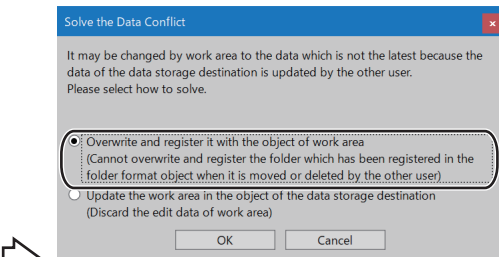 Solve the Data Conflict
It may be changed by work area to the data which is not the latest because the
data of the data storage destination is updated by the other user.
Please select how to solve.
Overwrite and register it with the object of work area
(Cannot overwrite and register the folder which has been registered in the
folder format object when it is moved or deleted by the other user)
Update the work area in the object of the data storage destination
(Discard the edit data of work area)
OK Cancel